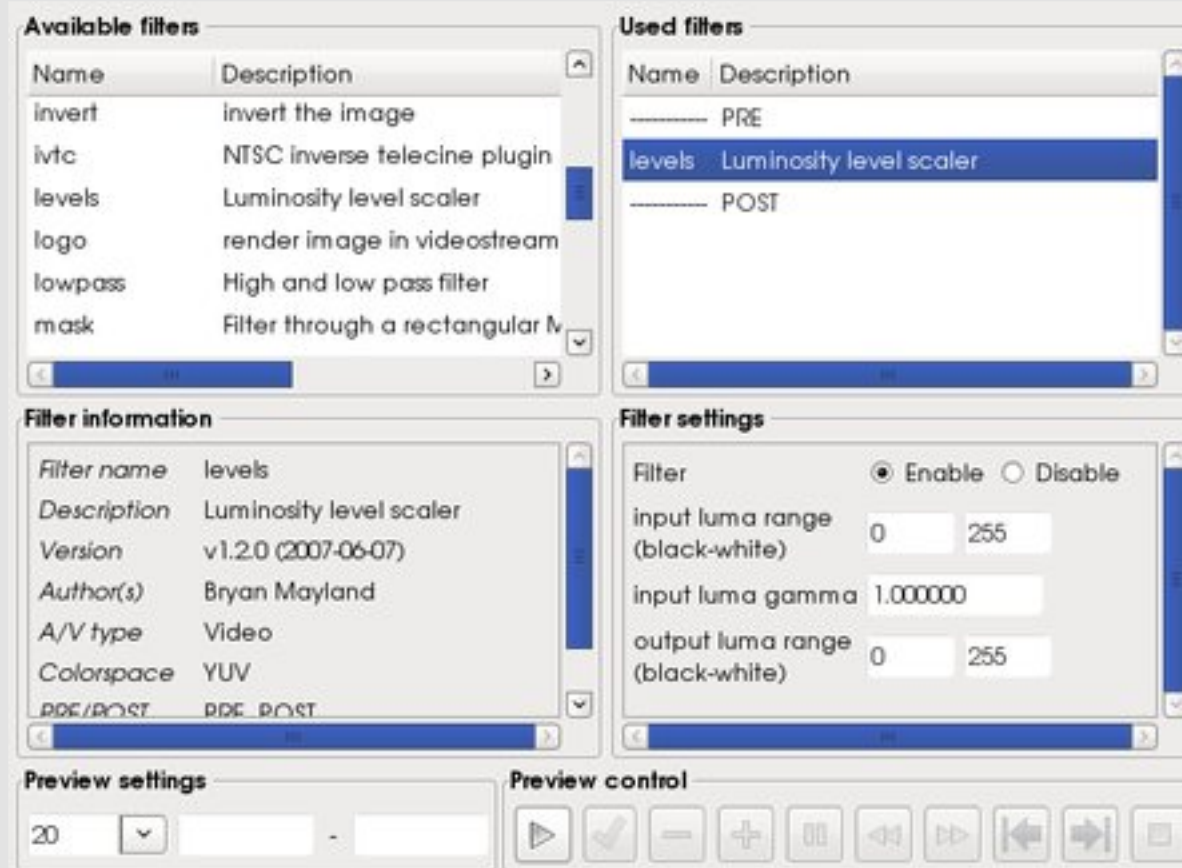 Available filters
Name Description
invert invert the image
ivtc NTSC inverse telecine plugin
levels Luminosity level scaler
logo render image in videostream
lowpass High and low pass filter
mask Filter through a rectangular
Used filters
Name Description
----------- PRE
levels Luminosity level scaler
----------- POST
Filter information
Filter name levels
Description Luminosity level scaler
Version v1.2.0 (2007-06-07)
Author(s) Bryan Mayland
A/V type Video
Colorspace YUV
PRE/POST PRE, POST
Filter settings
Filter Enable Disable
input luma range
(black-white) 0 255
input luma gamma 1.000000
output luma range
(black-white) 0 255
Preview settings
20 -
Preview control